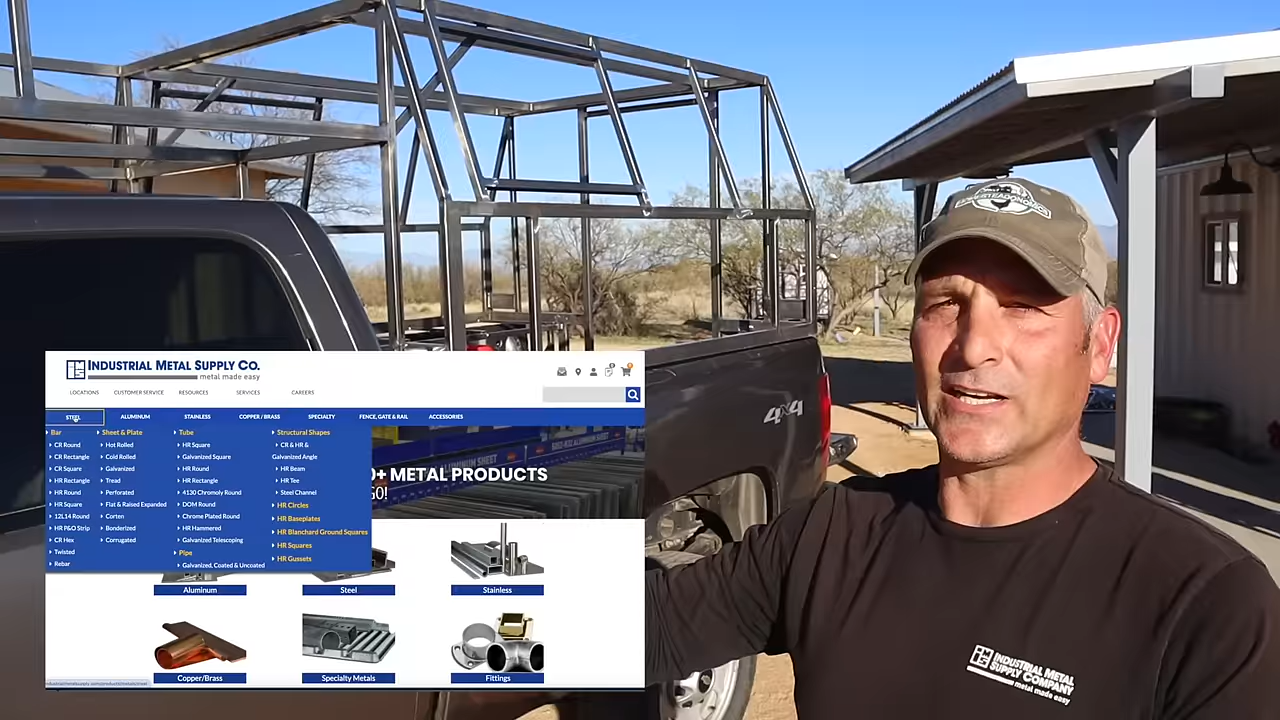 INDUSTRIAL METAL SUPPLY CO.
metal made easy
LOCATIONS CUSTOMER SERVICE RESOURCES SERVICES CAREERS
STEEL ALUMINUM STAINLESS COPPER / BRASS SPECIALTY FENCE, GATE & RAIL ACCESSORIES
Bar
CR Round
CR Rectangle
CR Square
HR Rectangle
HR Round
HR Square
12L14 Round
HR P&O Strip
CR Hex
Twisted
Rebar
Sheet & Plate
Hot Rolled
Cold Rolled
Galvanized
Tread
Perforated
Flat & Raised Expanded
Corten
Bonderized
Corrugated
Tube
HR Square
Galvanized Square
HR Round
HR Rectangle
4130 Chromoly Round
DOM Round
Chrome Plated Round
HR Hammered
Galvanized Telescoping
Pipe
Galvanized, Coated & Uncoated
Structural Shapes
CR & HR &
Galvanized Angle
HR Beam
HR Tee
Steel Channel
HR Circles
HR Baseplates
HR Blanchard Ground Squares
HR Squares
HR Gussets
0+ METAL PRODUCTS
GO!
Aluminum
Steel
Stainless
Copper/Brass
Specialty Metals
Fittings
4x4
INDUSTRIAL METAL
SUPPLY COMPANY
metal made easy